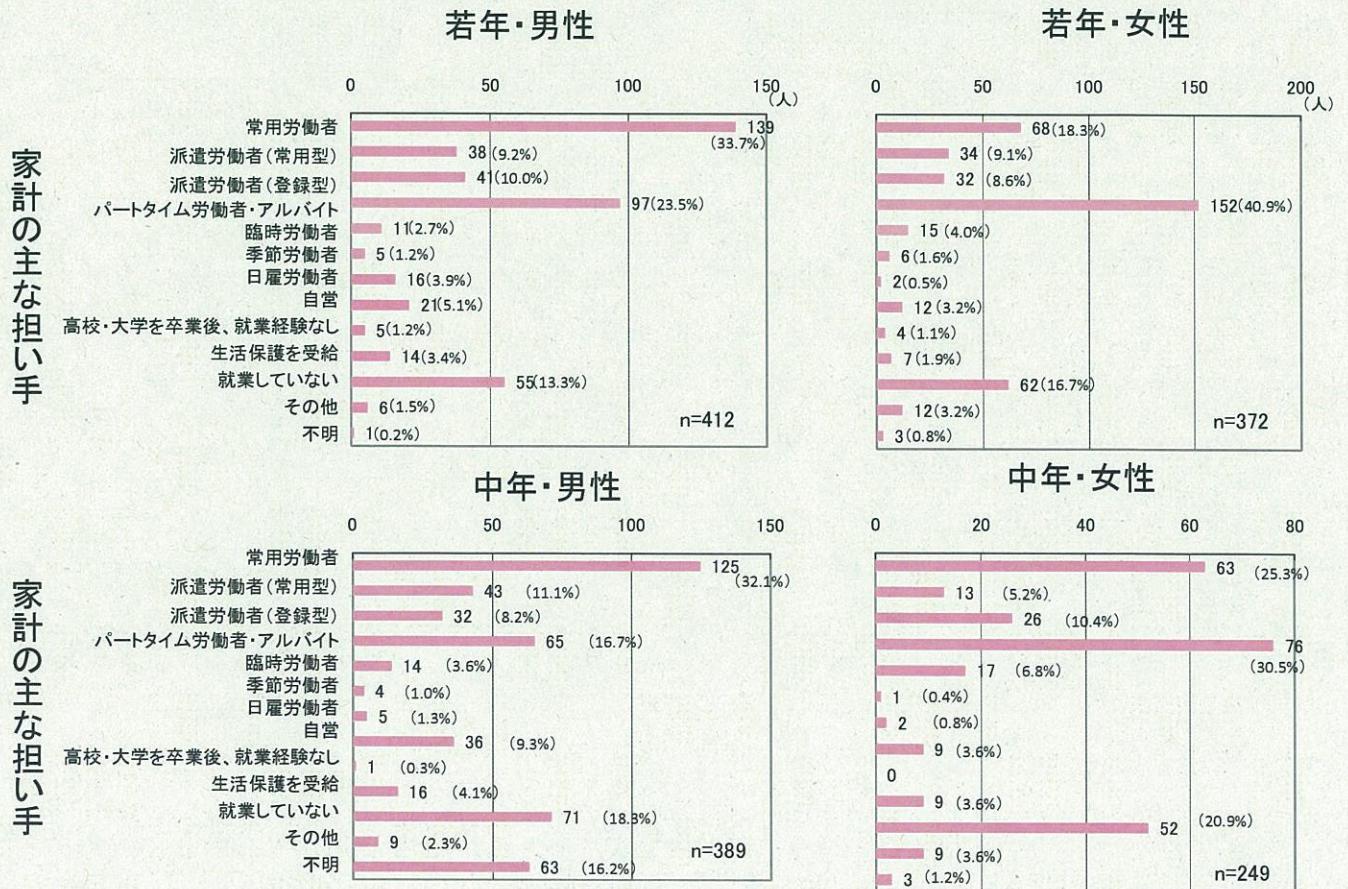 若年・男性
0 50 100 150
(人)
家計の主な担い手
常用労働者 139
(33.7%)
派遣労働者(常用型) 38(9.2%)
派遣労働者(登録型) 41(10.0%)
パートタイム労働者・アルバイト 97(23.5%)
臨時労働者 11(2.7%)
季節労働者 5(1.2%)
日雇労働者 16(3.9%)
自営 21(5.1%)
高校・大学を卒業後、就業経験なし 5(1.2%)
生活保護を受給 14(3.4%)
就業していない 55(13.3%)
その他 6(1.5%)
不明 1(0.2%)
n=412
若年・女性
0 50 100 150 200
(人)
68(18.3%)
34(9.1%)
32(8.6%)
152(40.9%)
15(4.0%)
6(1.6%)
2(0.5%)
12(3.2%)
4(1.1%)
7(1.9%)
62(16.7%)
12(3.2%)
3(0.8%)
n=372
中年・男性
0 50 100 150
家計の主な担い手
常用労働者 125
(32.1%)
派遣労働者(常用型) 43 (11.1%)
派遣労働者(登録型) 32 (8.2%)
パートタイム労働者・アルバイト 65 (16.7%)
臨時労働者 14 (3.6%)
季節労働者 4 (1.0%)
日雇労働者 5 (1.3%)
自営 36 (9.3%)
高校・大学を卒業後、就業経験なし 1 (0.3%)
生活保護を受給 16 (4.1%)
就業していない 71 (18.3%)
その他 9 (2.3%)
不明 63 (16.2%)
n=389
中年・女性
0 20 40 60 80
63 (25.3%)
13 (5.2%)
26 (10.4%)
76
(30.5%)
17 (6.8%)
1 (0.4%)
2 (0.8%)
9 (3.6%)
0
9 (3.6%)
52 (20.9%)
9 (3.6%)
3 (1.2%)
n=249